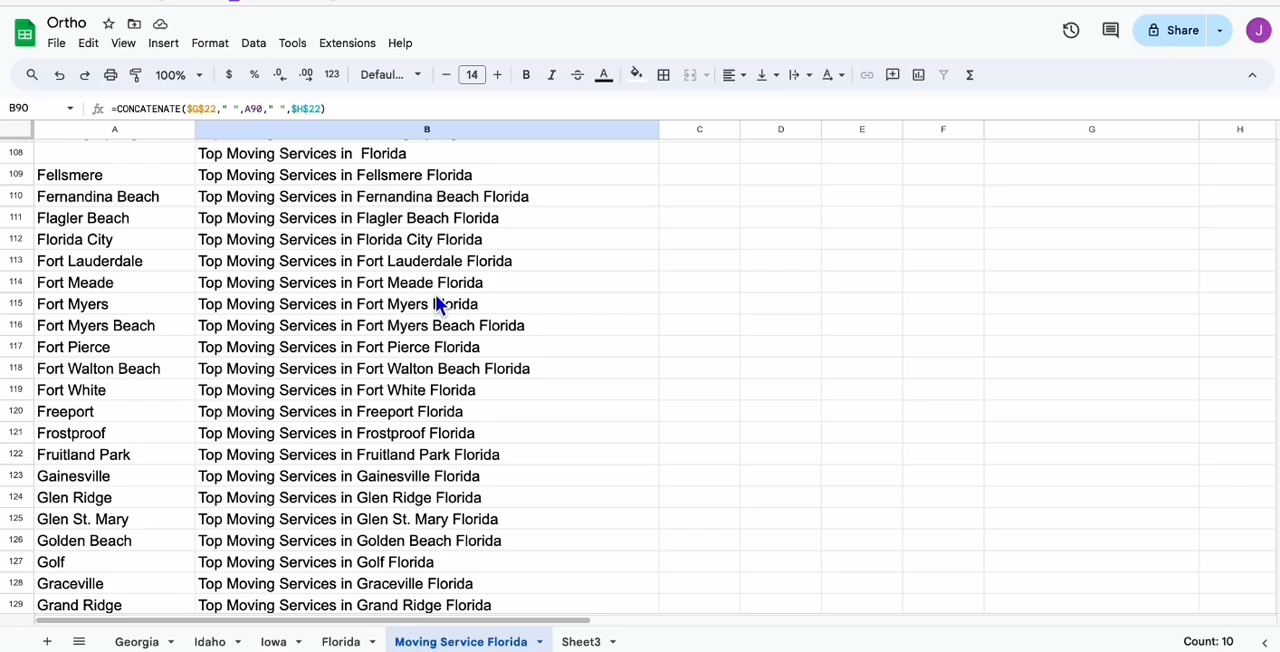 Ortho
File Edit View Insert Format Data Tools Extensions Help
Share
J
100% $ % .0 .00 123 Defaul... 14 B I A Σ
B90 fx =CONCATENATE($G$22," ",A90," ",$H$22)
A B C D E F G H
108 Top Moving Services in  Florida
109 Fellsmere Top Moving Services in Fellsmere Florida
110 Fernandina Beach Top Moving Services in Fernandina Beach Florida
111 Flagler Beach Top Moving Services in Flagler Beach Florida
112 Florida City Top Moving Services in Florida City Florida
113 Fort Lauderdale Top Moving Services in Fort Lauderdale Florida
114 Fort Meade Top Moving Services in Fort Meade Florida
115 Fort Myers Top Moving Services in Fort Myers Florida
116 Fort Myers Beach Top Moving Services in Fort Myers Beach Florida
117 Fort Pierce Top Moving Services in Fort Pierce Florida
118 Fort Walton Beach Top Moving Services in Fort Walton Beach Florida
119 Fort White Top Moving Services in Fort White Florida
120 Freeport Top Moving Services in Freeport Florida
121 Frostproof Top Moving Services in Frostproof Florida
122 Fruitland Park Top Moving Services in Fruitland Park Florida
123 Gainesville Top Moving Services in Gainesville Florida
124 Glen Ridge Top Moving Services in Glen Ridge Florida
125 Glen St. Mary Top Moving Services in Glen St. Mary Florida
126 Golden Beach Top Moving Services in Golden Beach Florida
127 Golf Top Moving Services in Golf Florida
128 Graceville Top Moving Services in Graceville Florida
129 Grand Ridge Top Moving Services in Grand Ridge Florida
Georgia Idaho Iowa Florida Moving Service Florida Sheet3 Count: 10